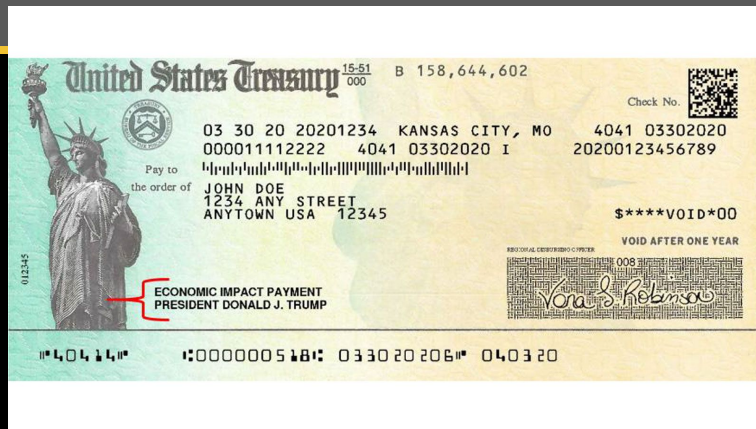 United States Treasury 15-51 000 B 158,644,602
Check No.
03 30 20 20201234 KANSAS CITY, MO 4041 03302020
000011112222 4041 03302020 I 20200123456789
Pay to
the order of
JOHN DOE
1234 ANY STREET
ANYTOWN USA 12345
$****VOID*00
VOID AFTER ONE YEAR
REGIONAL DISBURSING OFFICER
008
Vona S. Robinson
012345
ECONOMIC IMPACT PAYMENT
PRESIDENT DONALD J. TRUMP
⑈40414⑈ ⑆000000518⑆ 033020206⑈ 040320